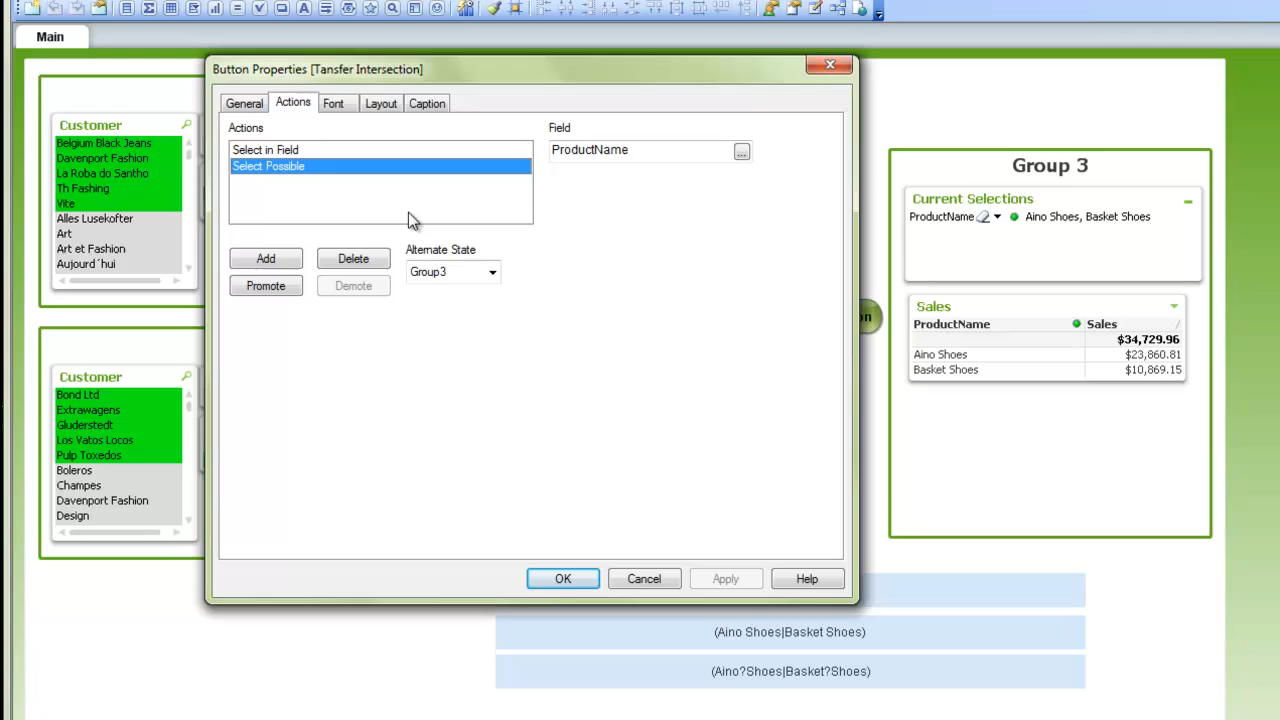 Main
Button Properties [Tansfer Intersection]
General
Actions
Font
Layout
Caption
Actions
Select in Field
Select Possible
Field
ProductName
...
Add
Delete
Promote
Demote
Alternate State
Group3
OK
Cancel
Apply
Help
Customer
Belgium Black Jeans
Davenport Fashion
La Roba do Santho
Th Fashing
Vite
Alles Lusekofter
Art
Art et Fashion
Aujourd´hui
Customer
Bond Ltd
Extrawagens
Gluderstedt
Los Vatos Locos
Pulp Toxedos
Boleros
Champes
Davenport Fashion
Design
Group 3
Current Selections
ProductName Aino Shoes, Basket Shoes
on
Sales
ProductName Sales
$34,729.96
Aino Shoes $23,860.81
Basket Shoes $10,869.15
(Aino Shoes|Basket Shoes)
(Aino?Shoes|Basket?Shoes)